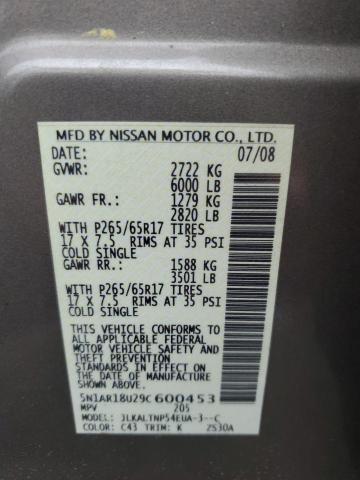 MFD BY NISSAN MOTOR CO., LTD.
DATE: 07/08
GVWR: 2722 KG
6000 LB
GAWR FR.: 1279 KG
2820 LB
WITH P265/65R17 TIRES
17 X 7.5 RIMS AT 35 PSI
COLD SINGLE
GAWR RR.: 1588 KG
3501 LB
WITH P265/65R17 TIRES
17 X 7.5 RIMS AT 35 PSI
COLD SINGLE
THIS VEHICLE CONFORMS TO
ALL APPLICABLE FEDERAL
MOTOR VEHICLE SAFETY AND
THEFT PREVENTION
STANDARDS IN EFFECT ON
THE DATE OF MANUFACTURE
SHOWN ABOVE.
5N1AR18U29C600453
MPV 205
MODEL: JLKALTNP54EUA-3--C
COLOR: C43 TRIM: K ZS30A